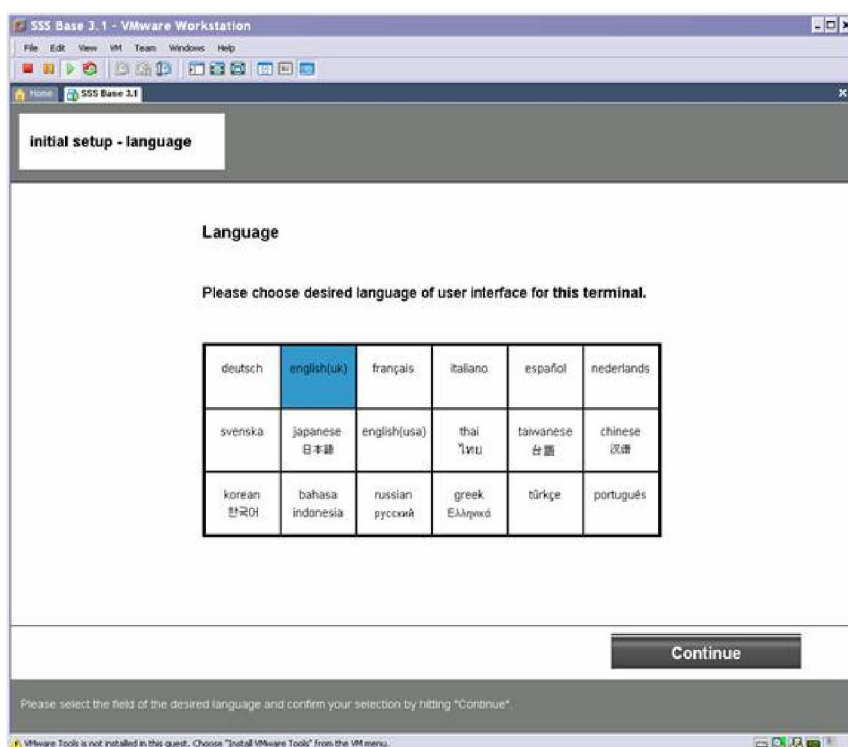 SSS Base 3.1 - VMware Workstation
File Edit View VM Team Windows Help
Home SSS Base 3.1
initial setup - language
Language
Please choose desired language of user interface for this terminal.
deutsch english(uk) français italiano español nederlands
svenska japanese english(usa) thai taiwanese chinese
日本語 ไทย 台語 汉语
korean bahasa russian greek türkçe português
한국어 indonesia русский Ελληνικά
Continue
Please select the field of the desired language and confirm your selection by hitting "Continue".
VMware Tools is not installed in this guest. Choose "Install VMware Tools" from the VM menu.